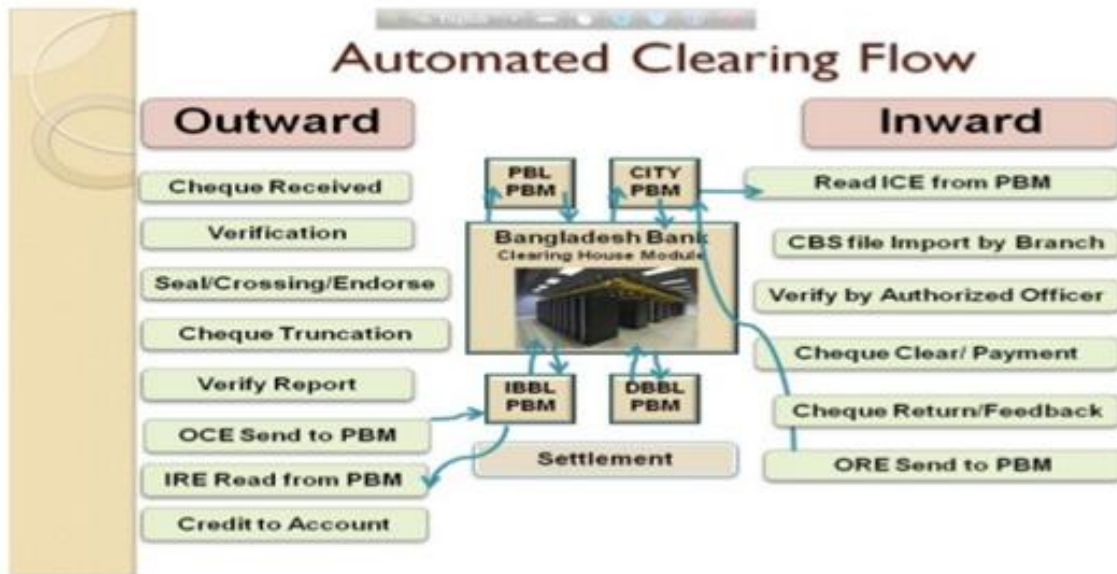 Automated Clearing Flow
Outward
Cheque Received
Verification
Seal/Crossing/Endorse
Cheque Truncation
Verify Report
OCE Send to PBM
IRE Read from PBM
Credit to Account
PBL
PBM
CITY
PBM
Bangladesh Bank
Clearing House Module
IBBL
PBM
DBBL
PBM
Settlement
Inward
Read ICE from PBM
CBS file Import by Branch
Verify by Authorized Officer
Cheque Clear/ Payment
Cheque Return/Feedback
ORE Send to PBM